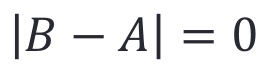 |B − A| = 0